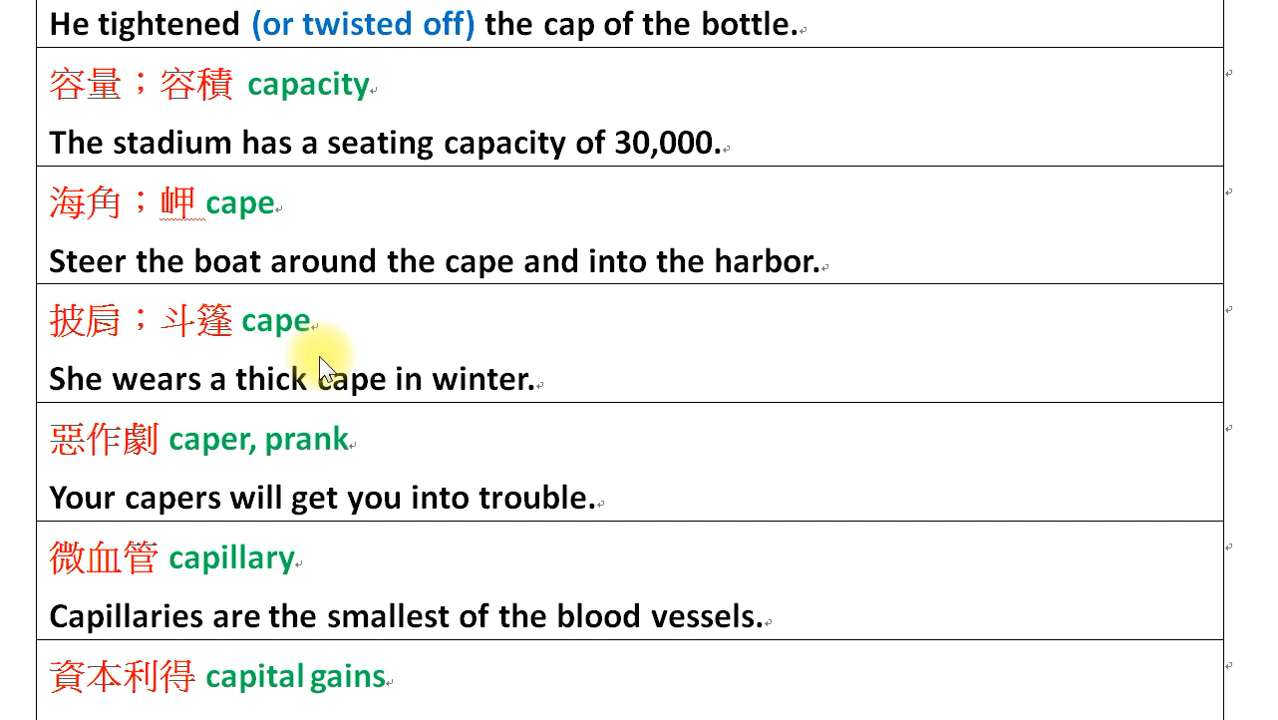 He tightened (or twisted off) the cap of the bottle.
容量；容積 capacity
The stadium has a seating capacity of 30,000.
海角；岬 cape
Steer the boat around the cape and into the harbor.
披肩；斗篷 cape
She wears a thick cape in winter.
惡作劇 caper, prank
Your capers will get you into trouble.
微血管 capillary
Capillaries are the smallest of the blood vessels.
資本利得 capital gains